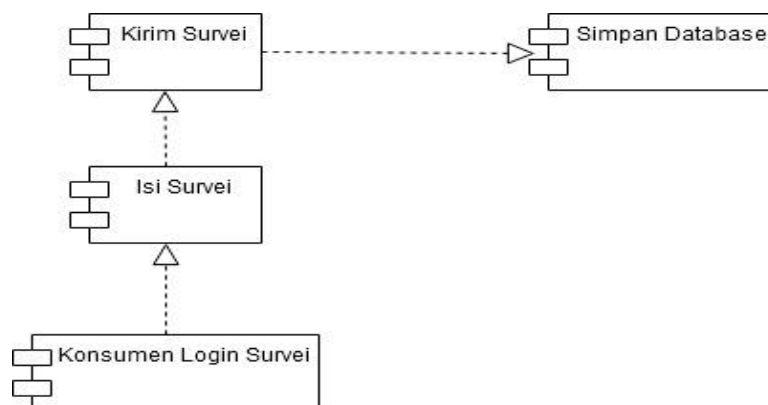 Kirim Survei
Simpan Database
Isi Survei
Konsumen Login Survei